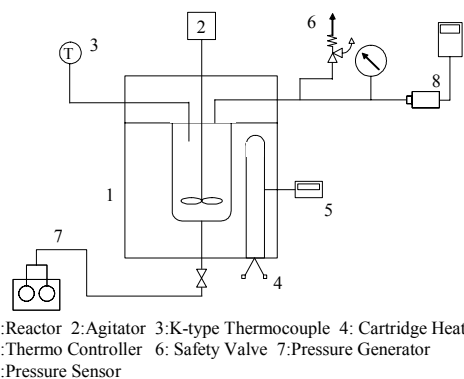 2
6
T
3
8
1
5
7
4
:Reactor 2:Agitator 3:K-type Thermocouple 4: Cartridge Heat
:Thermo Controller 6: Safety Valve 7:Pressure Generator
:Pressure Sensor